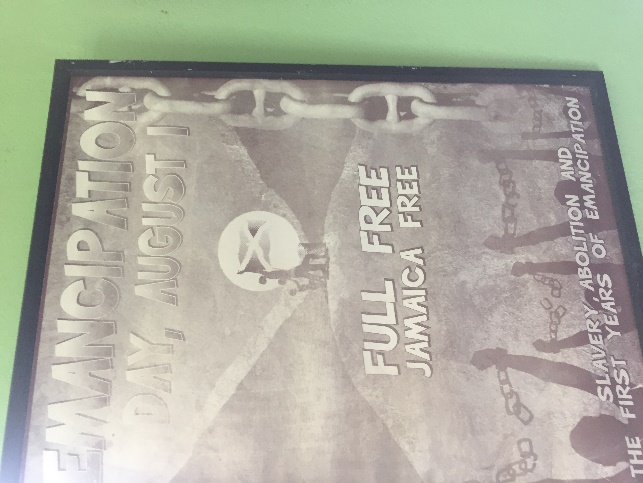 EMANCIPATION
DAY, AUGUST 1
FULL FREE
JAMAICA FREE
SLAVERY ABOLITION AND
THE FIRST YEARS OF EMANCIPATION